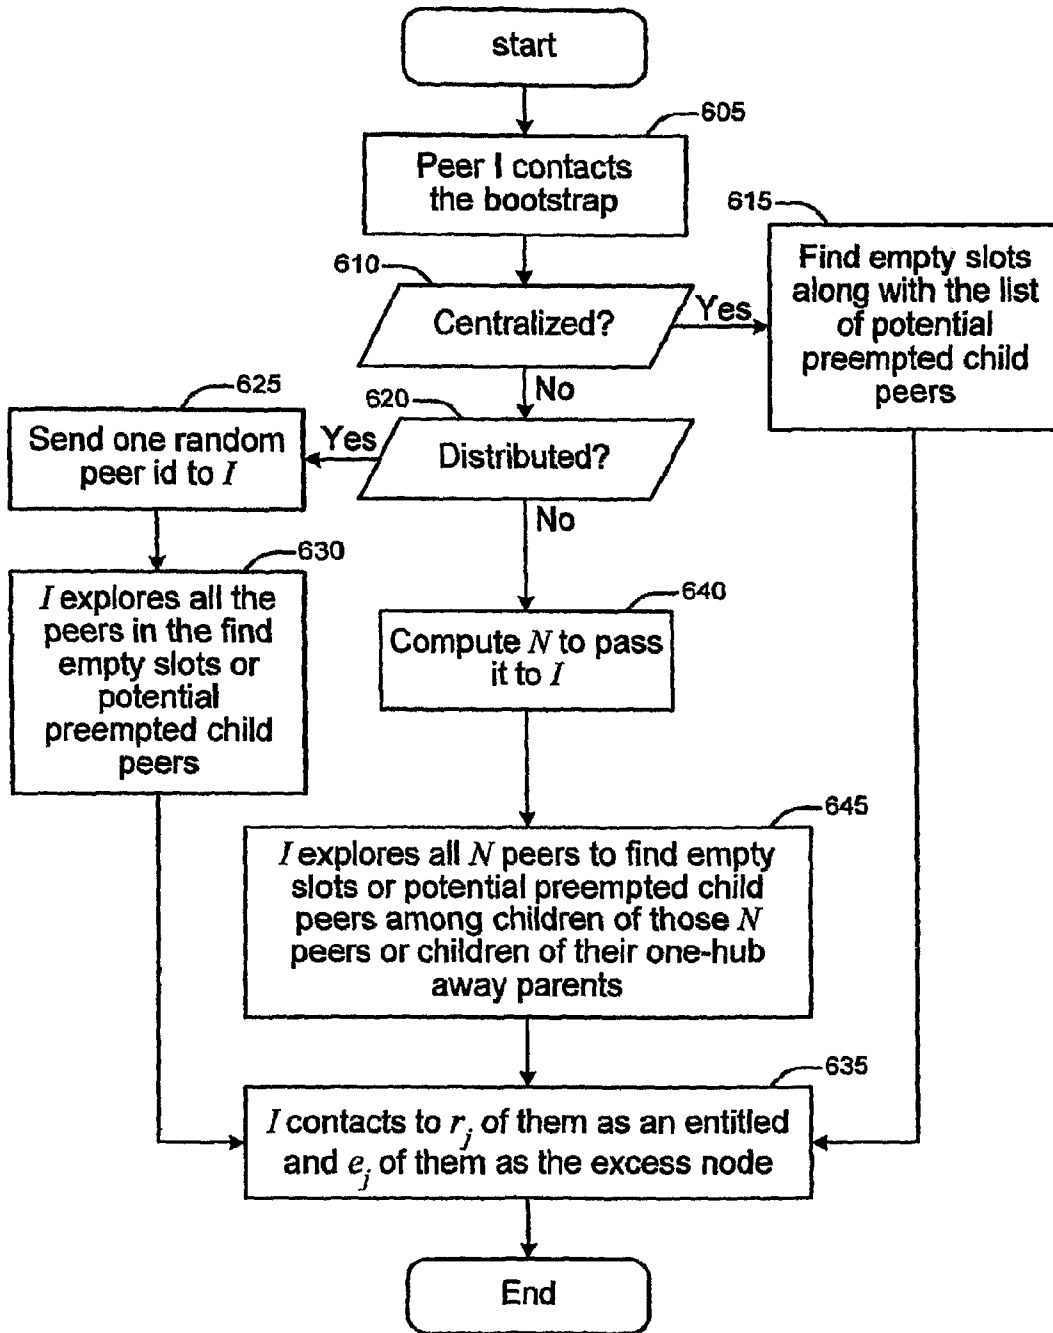 start
605
Peer I contacts
the bootstrap
615
Find empty slots
along with the list
of potential
preempted child
peers
610
Centralized?
Yes
No
620
Distributed?
Yes
No
625
Send one random
peer id to I
630
I explores all the
peers in the find
empty slots or
potential
preempted child
peers
640
Compute N to pass
it to I
645
I explores all N peers to find empty
slots or potential preempted child
peers among children of those N
peers or children of their one-hub
away parents
635
I contacts to r_j of them as an entitled
and e_j of them as the excess node
End